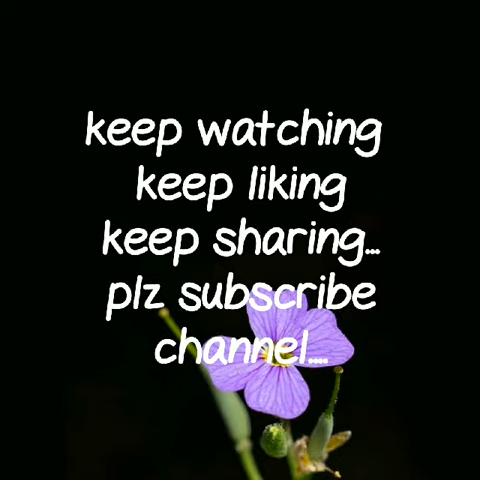 keep watching
keep liking
keep sharing...
plz subscribe
channel....